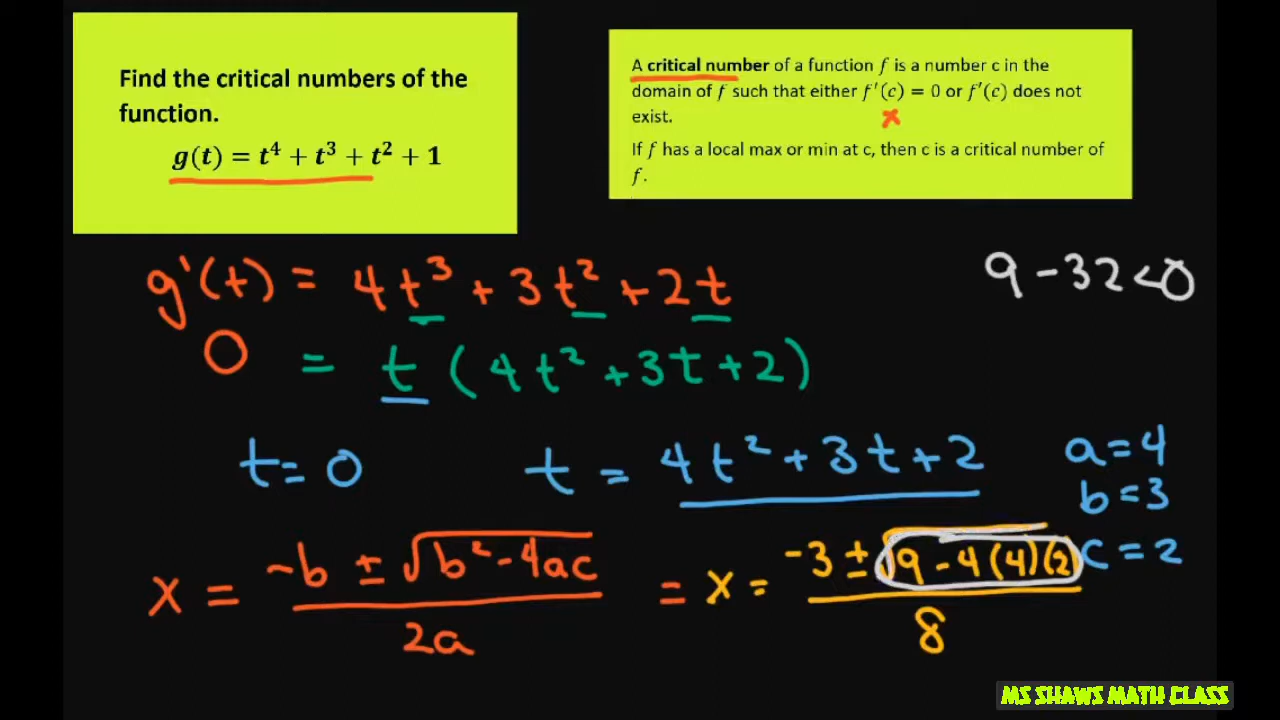 Find the critical numbers of the
function.
g(t) = t⁴ + t³ + t² + 1
A critical number of a function f is a number c in the
domain of f such that either f'(c) = 0 or f'(c) does not
exist.
x
If f has a local max or min at c, then c is a critical number of
f.
g'(t) = 4t³ + 3t² + 2t
9 - 32 < 0
0 = t (4t² + 3t + 2)
t = 0
t = 4t² + 3t + 2
a = 4
b = 3
c = 2
x = -b ± √b² - 4ac / 2a
= x = -3 ± √9 - 4(4)(2) / 8
MS SHAWS MATH CLASS